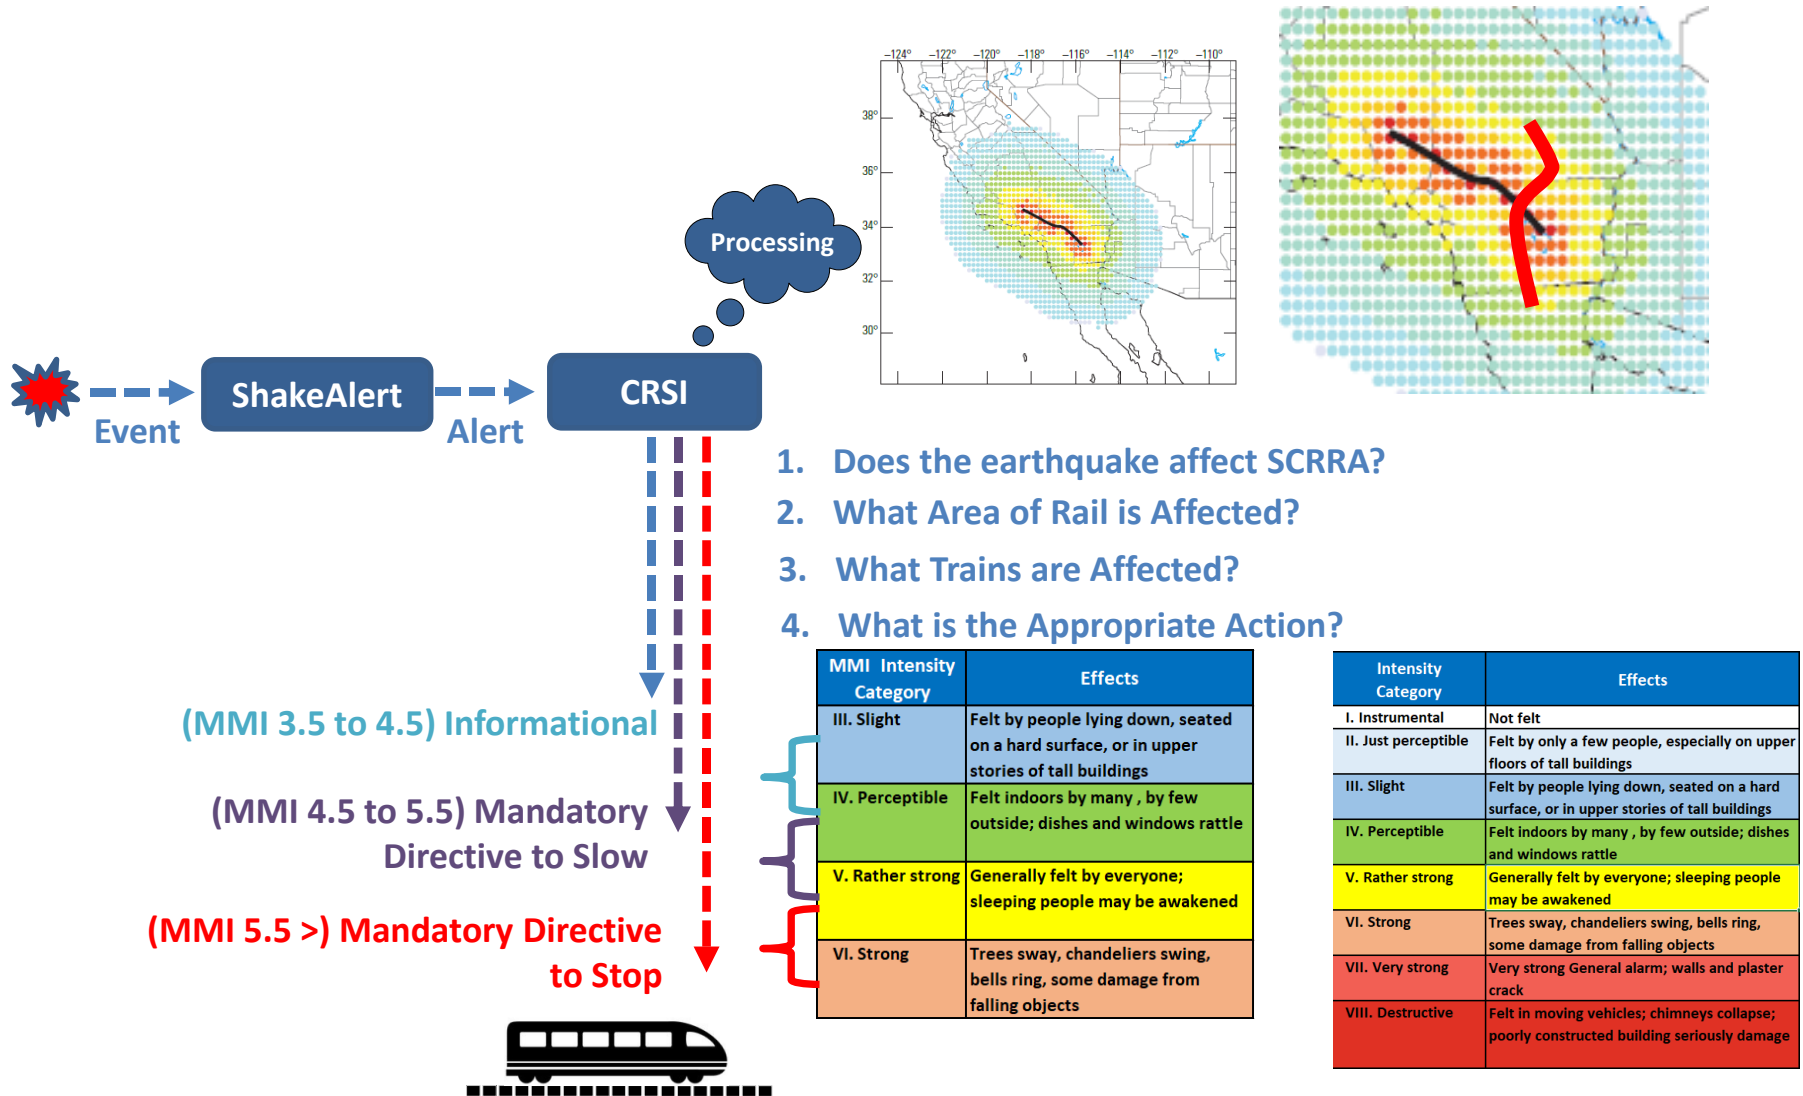 −124° −122° −120° −118° −116° −114° −112° −110°
38°
36°
34°
32°
30°
Processing
ShakeAlert
CRSI
Event
Alert
1. Does the earthquake affect SCRRA?
2. What Area of Rail is Affected?
3. What Trains are Affected?
4. What is the Appropriate Action?
(MMI 3.5 to 4.5) Informational
(MMI 4.5 to 5.5) Mandatory
Directive to Slow
(MMI 5.5 >) Mandatory Directive
to Stop
MMI Intensity
Category
Effects
III. Slight
Felt by people lying down, seated
on a hard surface, or in upper
stories of tall buildings
IV. Perceptible
Felt indoors by many , by few
outside; dishes and windows rattle
V. Rather strong
Generally felt by everyone;
sleeping people may be awakened
VI. Strong
Trees sway, chandeliers swing,
bells ring, some damage from
falling objects
Intensity
Category
Effects
I. Instrumental
Not felt
II. Just perceptible
Felt by only a few people, especially on upper
floors of tall buildings
III. Slight
Felt by people lying down, seated on a hard
surface, or in upper stories of tall buildings
IV. Perceptible
Felt indoors by many , by few outside; dishes
and windows rattle
V. Rather strong
Generally felt by everyone; sleeping people
may be awakened
VI. Strong
Trees sway, chandeliers swing, bells ring,
some damage from falling objects
VII. Very strong
Very strong General alarm; walls and plaster
crack
VIII. Destructive
Felt in moving vehicles; chimneys collapse;
poorly constructed building seriously damage